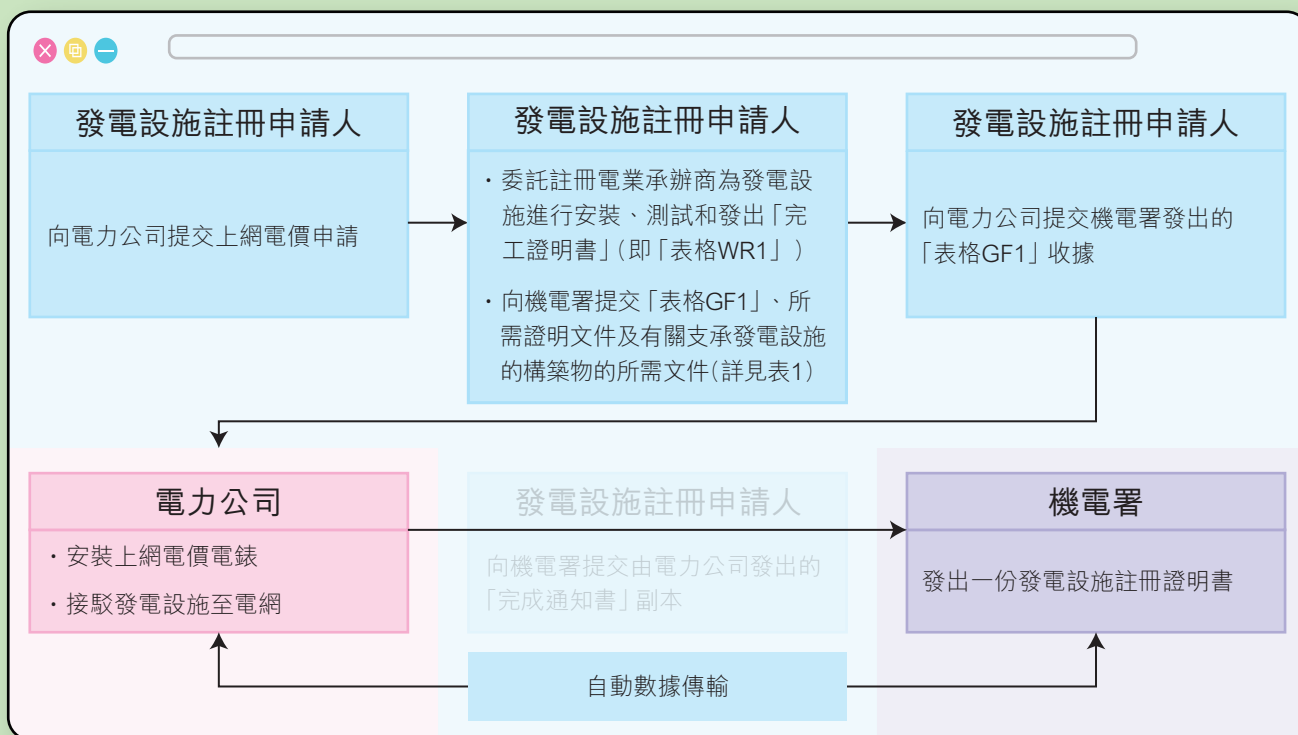 發電設施註冊申請人
向電力公司提交上網電價申請
發電設施註冊申請人
・委託註冊電業承辦商為發電設
施進行安裝、測試和發出「完
工證明書」(即「表格WR1」)
・向機電署提交「表格GF1」、所
需證明文件及有關支承發電設施
的構築物的所需文件(詳見表1)
發電設施註冊申請人
向電力公司提交機電署發出的
「表格GF1」收據
電力公司
・安裝上網電價電錶
・接駁發電設施至電網
發電設施註冊申請人
向機電署提交由電力公司發出的
「完成通知書」副本
機電署
發出一份發電設施註冊證明書
自動數據傳輸